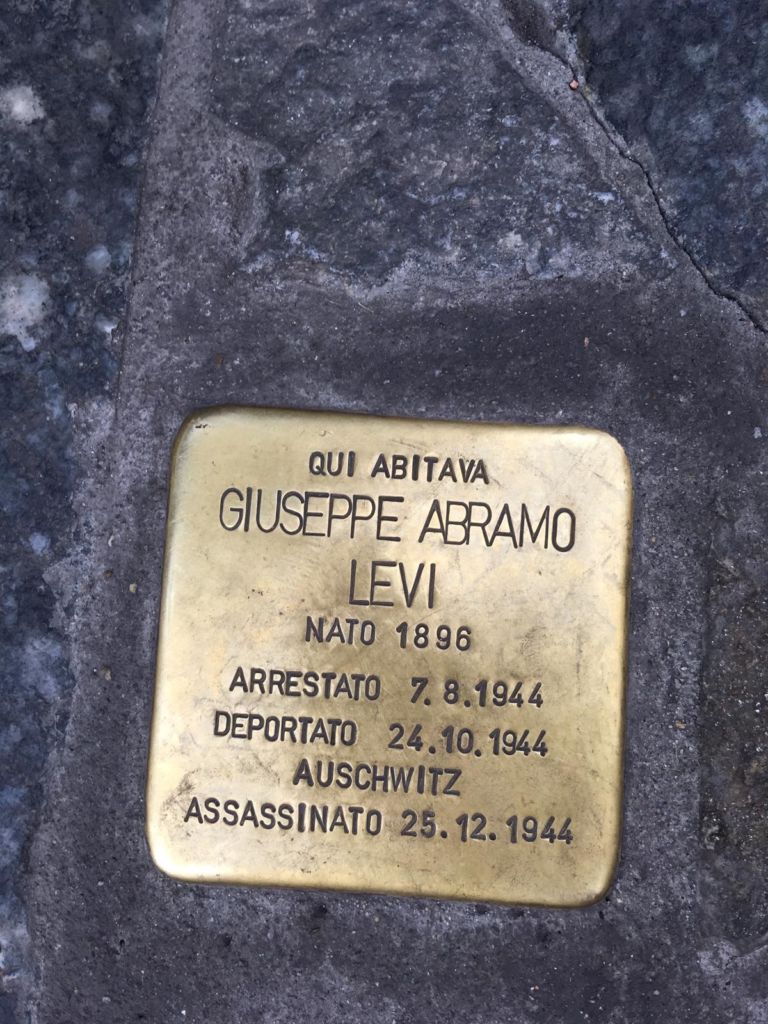 QUI ABITAVA
GIUSEPPE ABRAMO
LEVI
NATO 1896
ARRESTATO 7.8.1944
DEPORTATO 24.10.1944
AUSCHWITZ
ASSASSINATO 25.12.1944